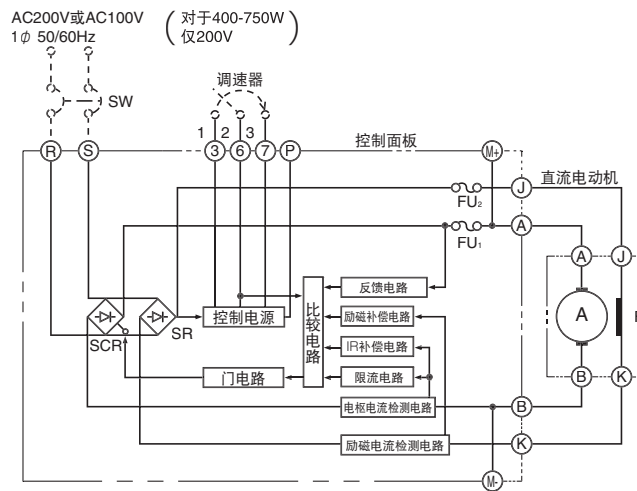 AC200V或AC100V
1φ 50/60Hz
(对于400-750W)
仅200V
SW
调速器
1 2 3
R S 3 6 7 P
控制面板
M+
J
直流电动机
FU₂
A
FU₁
A J
反馈电路
比较电路
励磁补偿电路
控制电源
SR
SCR
IR补偿电路
A
F
门电路
限流电路
B K
电枢电流检测电路
B
励磁电流检测电路
K
M-